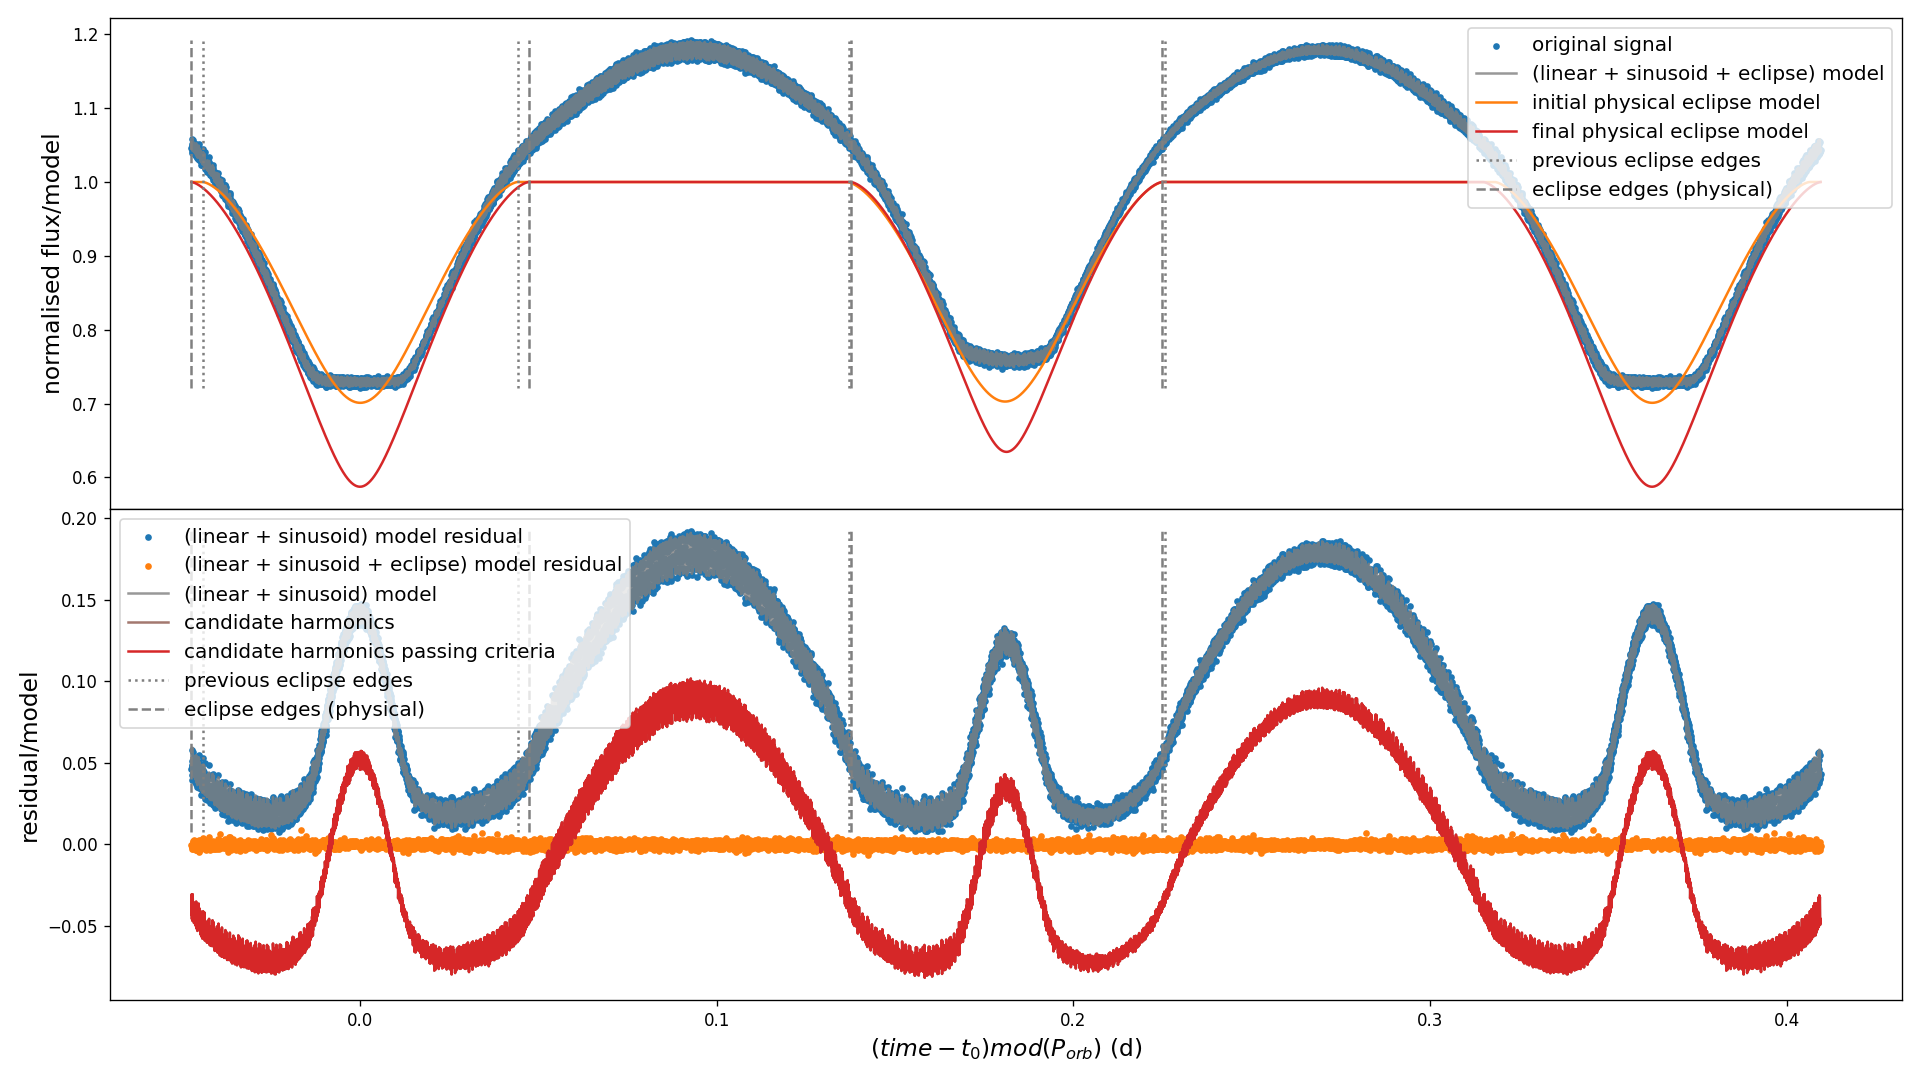 normalised flux/model
1.2
1.1
1.0
0.9
0.8
0.7
0.6
original signal
(linear + sinusoid + eclipse) model
initial physical eclipse model
final physical eclipse model
previous eclipse edges
eclipse edges (physical)
residual/model
0.20
0.15
0.10
0.05
0.00
−0.05
(linear + sinusoid) model residual
(linear + sinusoid + eclipse) model residual
(linear + sinusoid) model
candidate harmonics
candidate harmonics passing criteria
previous eclipse edges
eclipse edges (physical)
0.0 0.1 0.2 0.3 0.4
(time − t₀)mod(Pₒᵣb) (d)